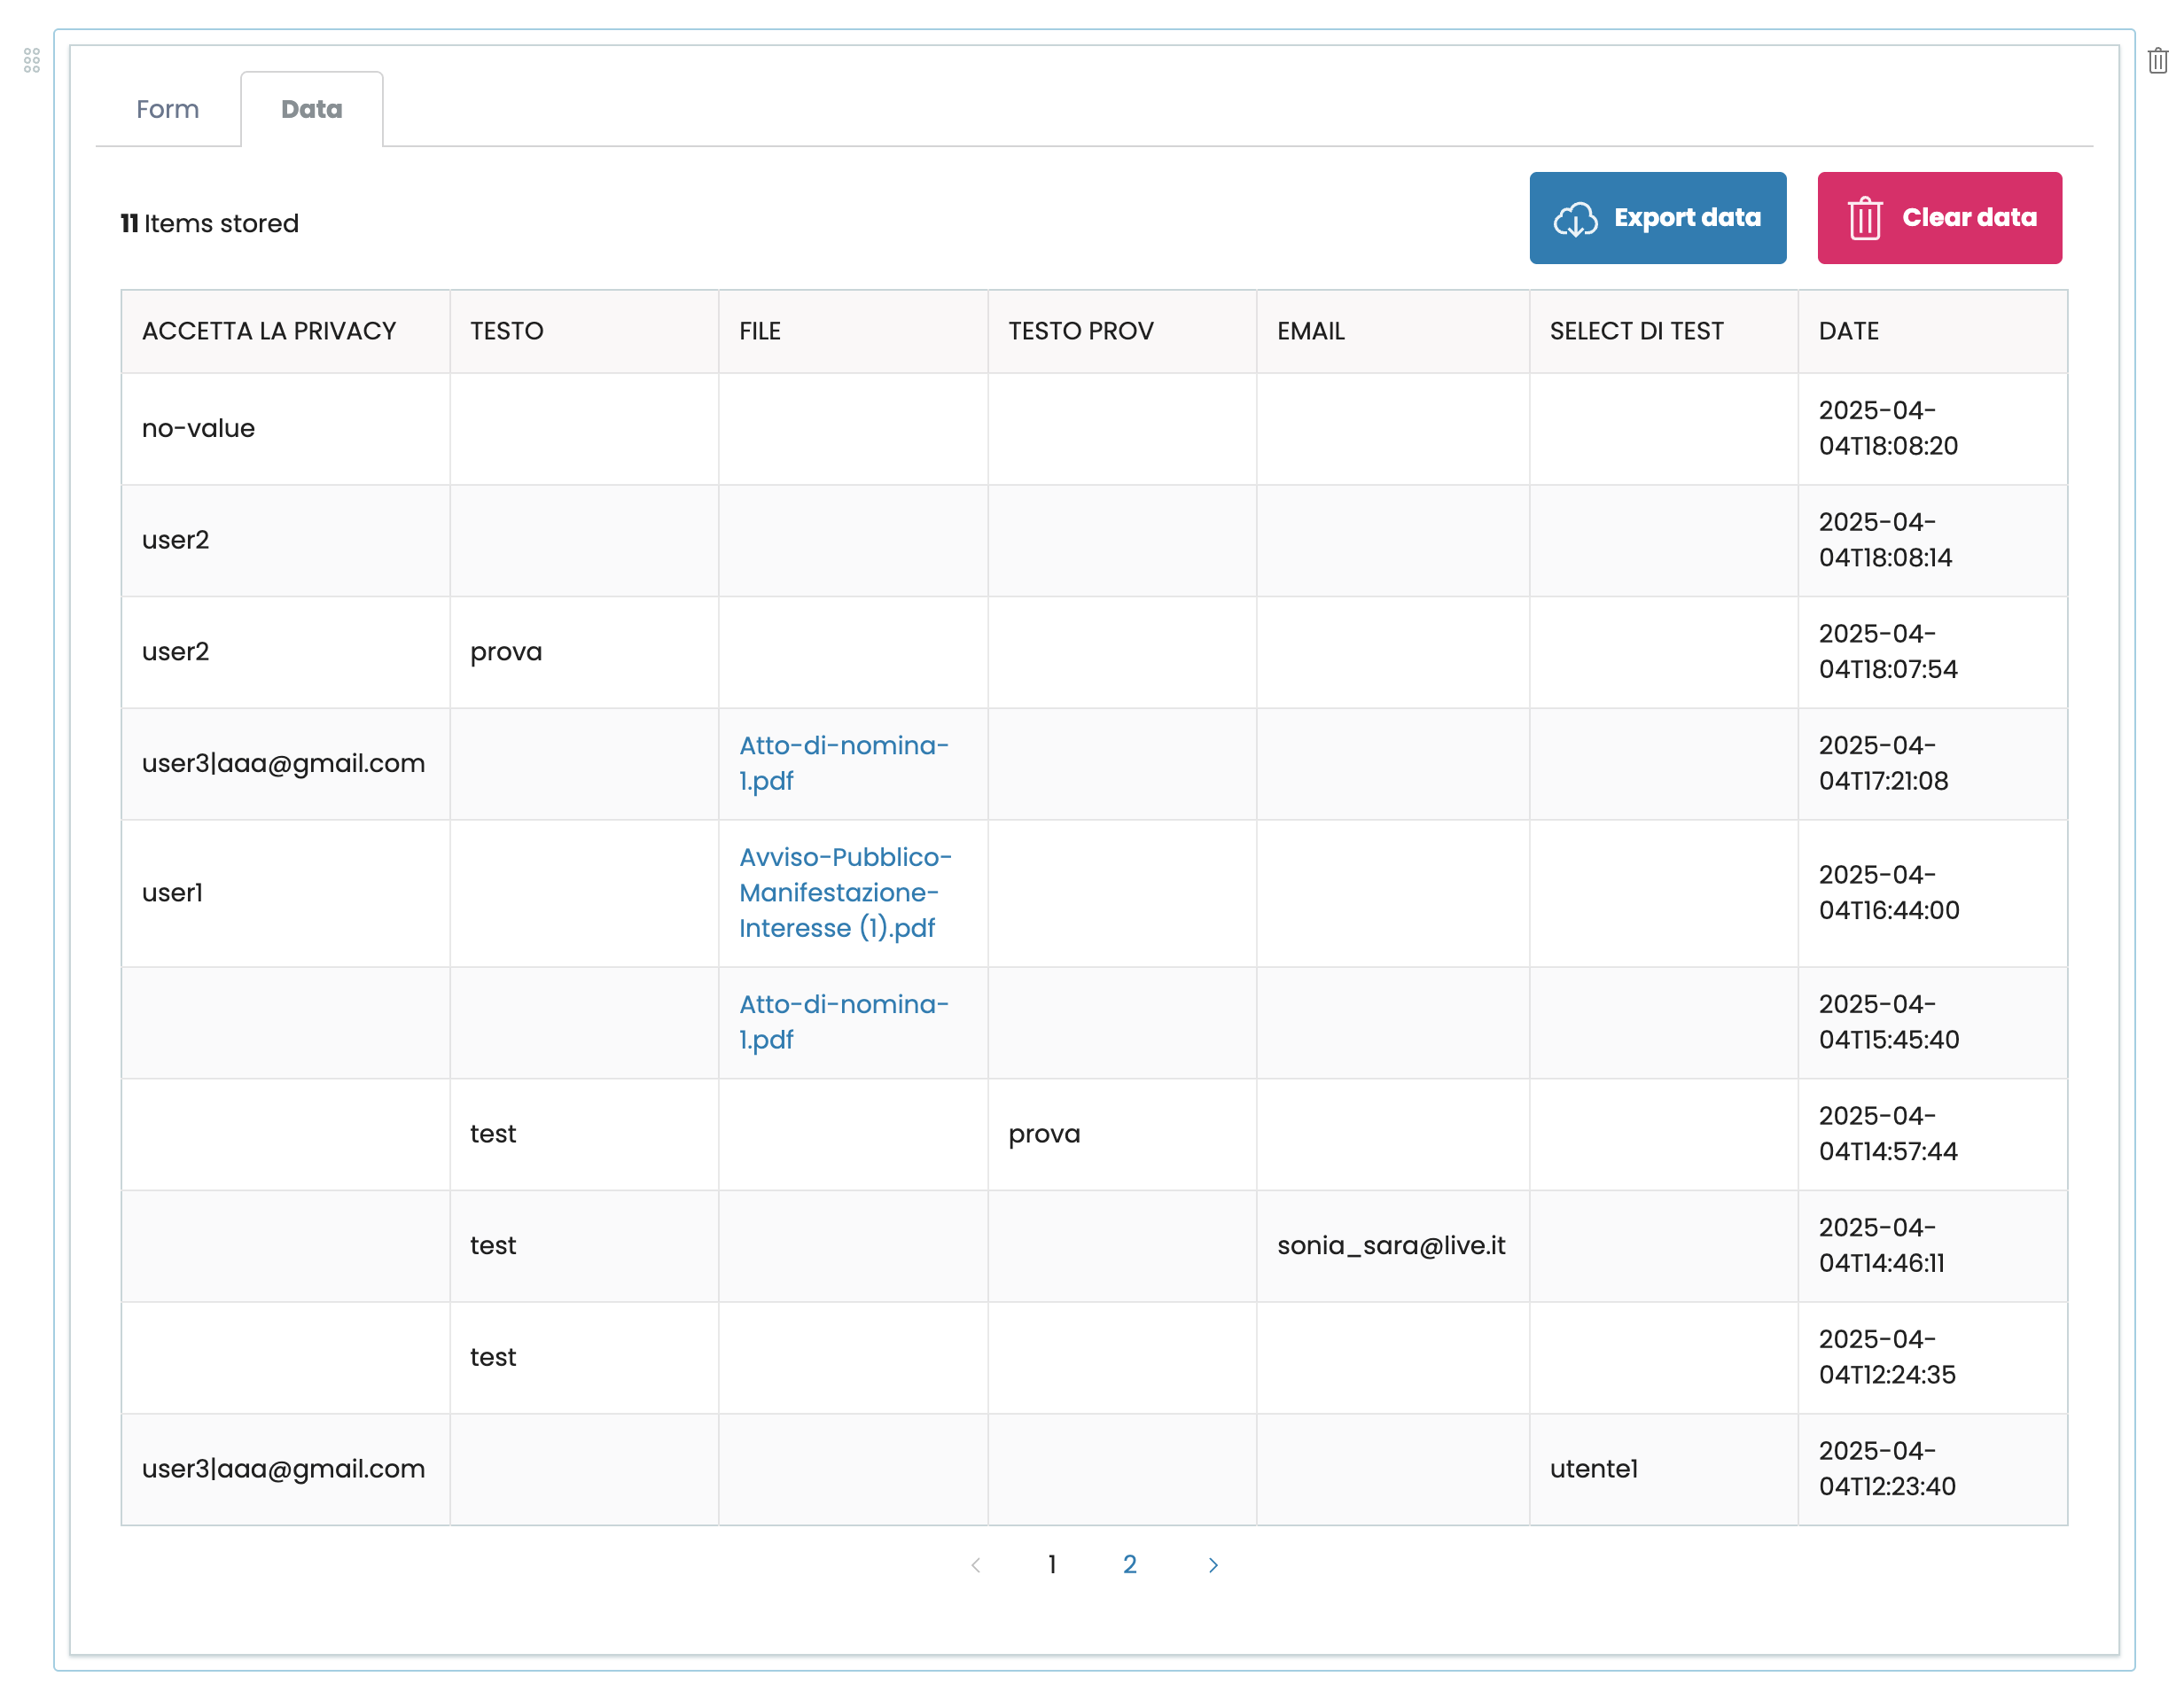 Form
Data
11 Items stored
Export data
Clear data
ACCETTA LA PRIVACY TESTO FILE TESTO PROV EMAIL SELECT DI TEST DATE
no-value 2025-04-
04T18:08:20
user2 2025-04-
04T18:08:14
user2 prova 2025-04-
04T18:07:54
user3|aaa@gmail.com Atto-di-nomina- 2025-04-
1.pdf 04T17:21:08
user1 Avviso-Pubblico- 2025-04-
Manifestazione- 04T16:44:00
Interesse (1).pdf
Atto-di-nomina- 2025-04-
1.pdf 04T15:45:40
test prova 2025-04-
04T14:57:44
test sonia_sara@live.it 2025-04-
04T14:46:11
test 2025-04-
04T12:24:35
user3|aaa@gmail.com utente1 2025-04-
04T12:23:40
1 2